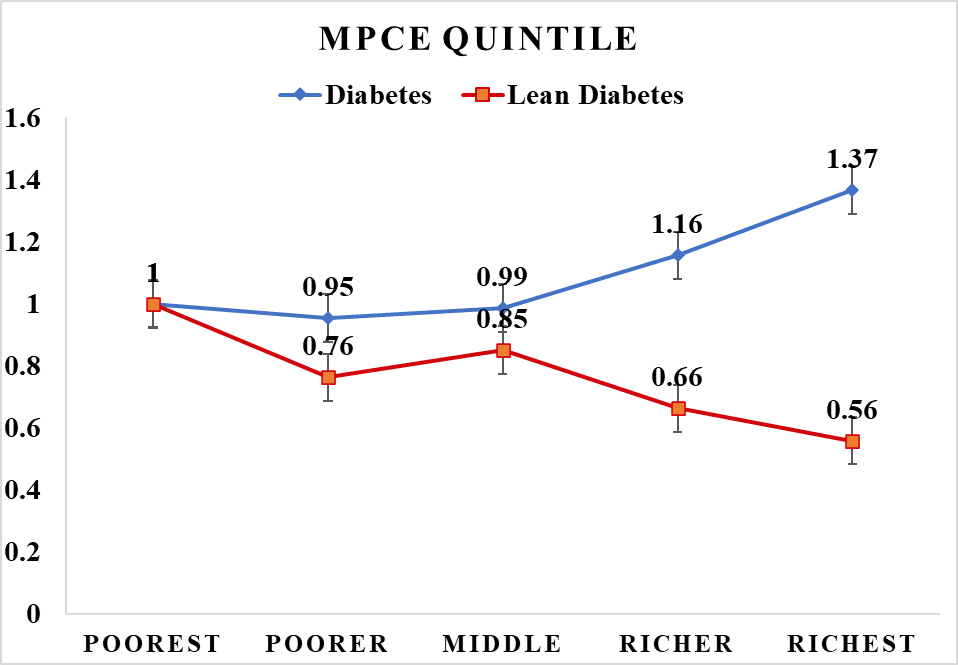 MPCE QUINTILE
Diabetes Lean Diabetes
1.6
1.4
1.2
1
0.8
0.6
0.4
0.2
0
1 0.95 0.99 1.16 1.37
0.76 0.85 0.66 0.56
POOREST POORER MIDDLE RICHER RICHEST